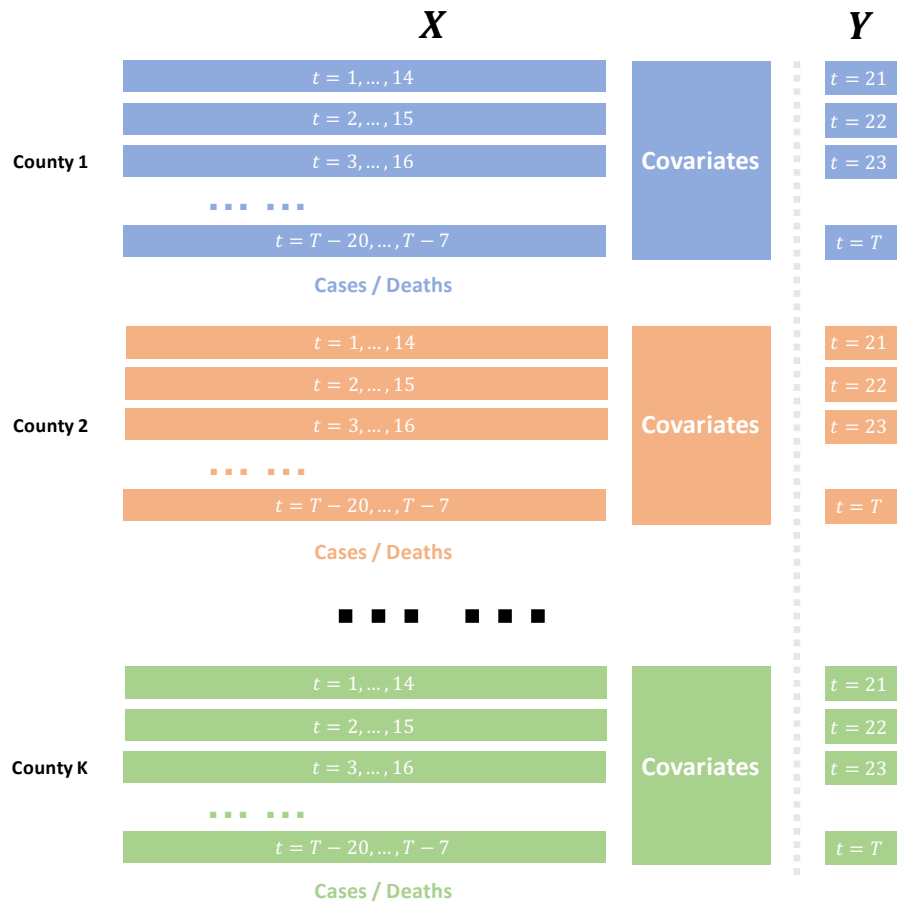 X Y
t = 1, … , 14 t = 21
t = 2, … , 15 t = 22
County 1 t = 3, … , 16 Covariates t = 23
… …
t = T − 20, … , T − 7 t = T
Cases / Deaths
t = 1, … , 14 t = 21
t = 2, … , 15 t = 22
County 2 t = 3, … , 16 Covariates t = 23
… …
t = T − 20, … , T − 7 t = T
Cases / Deaths
… …
t = 1, … , 14 t = 21
t = 2, … , 15 t = 22
County K t = 3, … , 16 Covariates t = 23
… …
t = T − 20, … , T − 7 t = T
Cases / Deaths